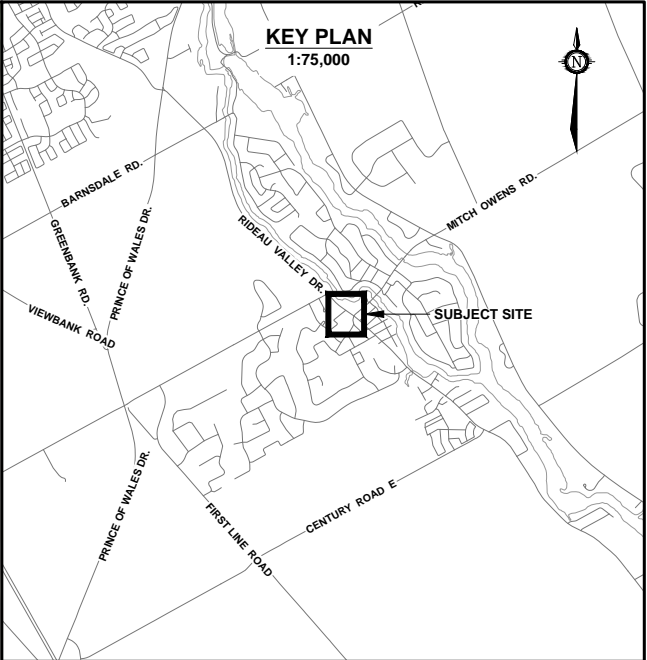 KEY PLAN
1:75,000
N
BARNSDALE RD.
MITCH OWENS RD.
GREENBANK RD.
PRINCE OF WALES DR.
RIDEAU VALLEY DR.
VIEWBANK ROAD
SUBJECT SITE
PRINCE OF WALES DR.
FIRST LINE ROAD
CENTURY ROAD E